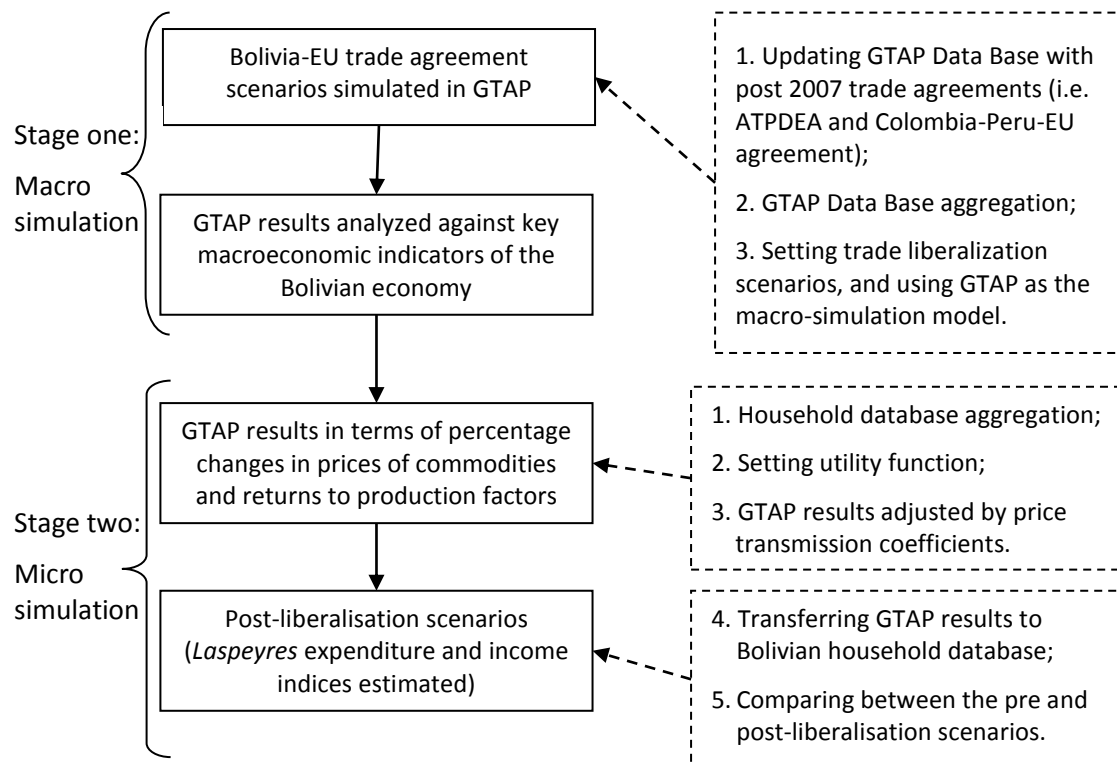 Stage one:
Macro
simulation
Bolivia-EU trade agreement
scenarios simulated in GTAP
1. Updating GTAP Data Base with
post 2007 trade agreements (i.e.
ATPDEA and Colombia-Peru-EU
agreement);
2. GTAP Data Base aggregation;
3. Setting trade liberalization
scenarios, and using GTAP as the
macro-simulation model.
GTAP results analyzed against key
macroeconomic indicators of the
Bolivian economy
Stage two:
Micro
simulation
GTAP results in terms of percentage
changes in prices of commodities
and returns to production factors
1. Household database aggregation;
2. Setting utility function;
3. GTAP results adjusted by price
transmission coefficients.
Post-liberalisation scenarios
(Laspeyres expenditure and income
indices estimated)
4. Transferring GTAP results to
Bolivian household database;
5. Comparing between the pre and
post-liberalisation scenarios.